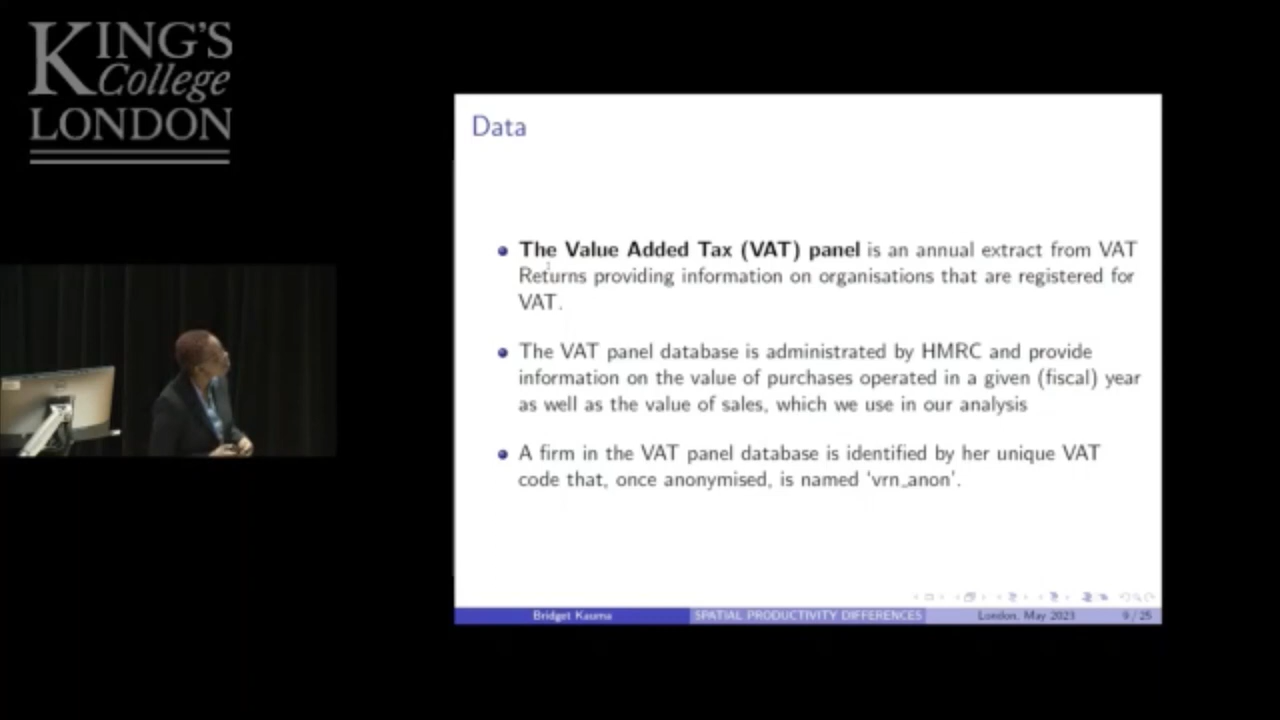 KING'S
College
LONDON
Data
The Value Added Tax (VAT) panel is an annual extract from VAT
Returns providing information on organisations that are registered for
VAT.
The VAT panel database is administrated by HMRC and provide
information on the value of purchases operated in a given (fiscal) year
as well as the value of sales, which we use in our analysis
A firm in the VAT panel database is identified by her unique VAT
code that, once anonymised, is named ‘vrn_anon’.
Bridget Kauma SPATIAL PRODUCTIVITY DIFFERENCES London, May 2023 9 / 25